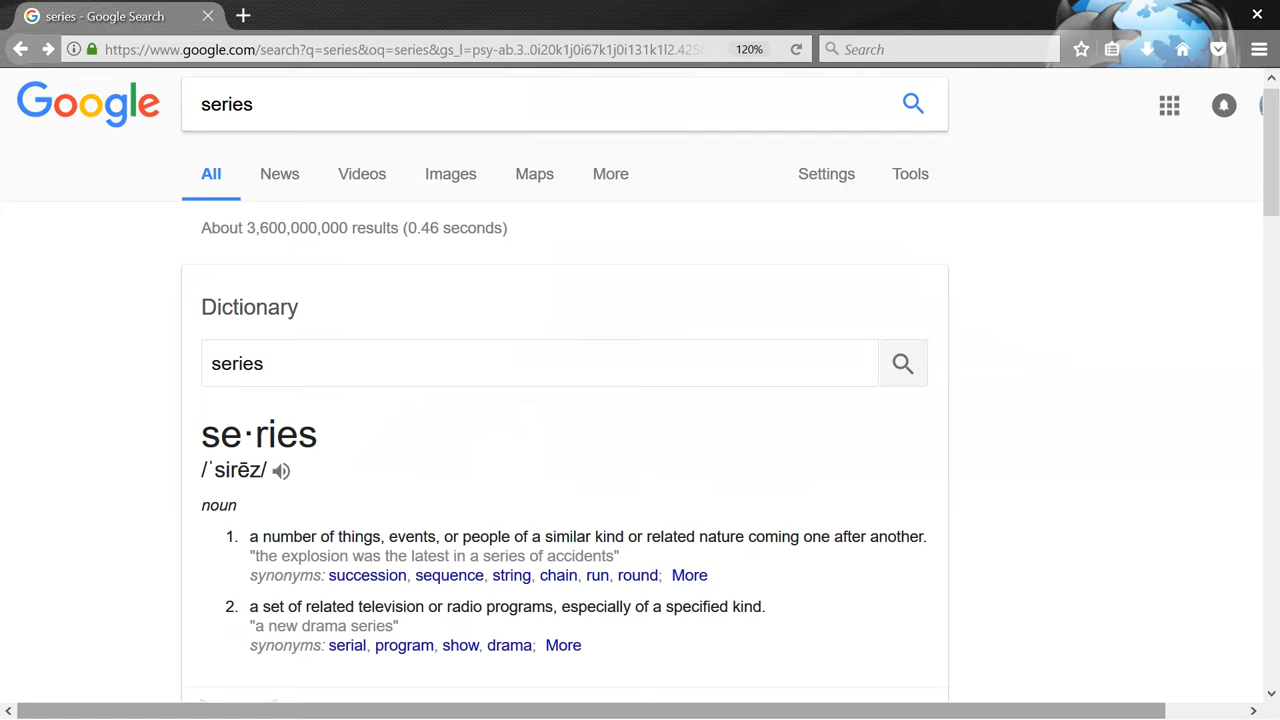 series - Google Search
https://www.google.com/search?q=series&oq=series&gs_l=psy-ab.3..0i20k1j0i67k1j0i131k1l2.425 120% Search
Google series
All News Videos Images Maps More Settings Tools
About 3,600,000,000 results (0.46 seconds)
Dictionary
series
se·ries
/ˈsirēz/
noun
1. a number of things, events, or people of a similar kind or related nature coming one after another.
"the explosion was the latest in a series of accidents"
synonyms: succession, sequence, string, chain, run, round; More
2. a set of related television or radio programs, especially of a specified kind.
"a new drama series"
synonyms: serial, program, show, drama; More